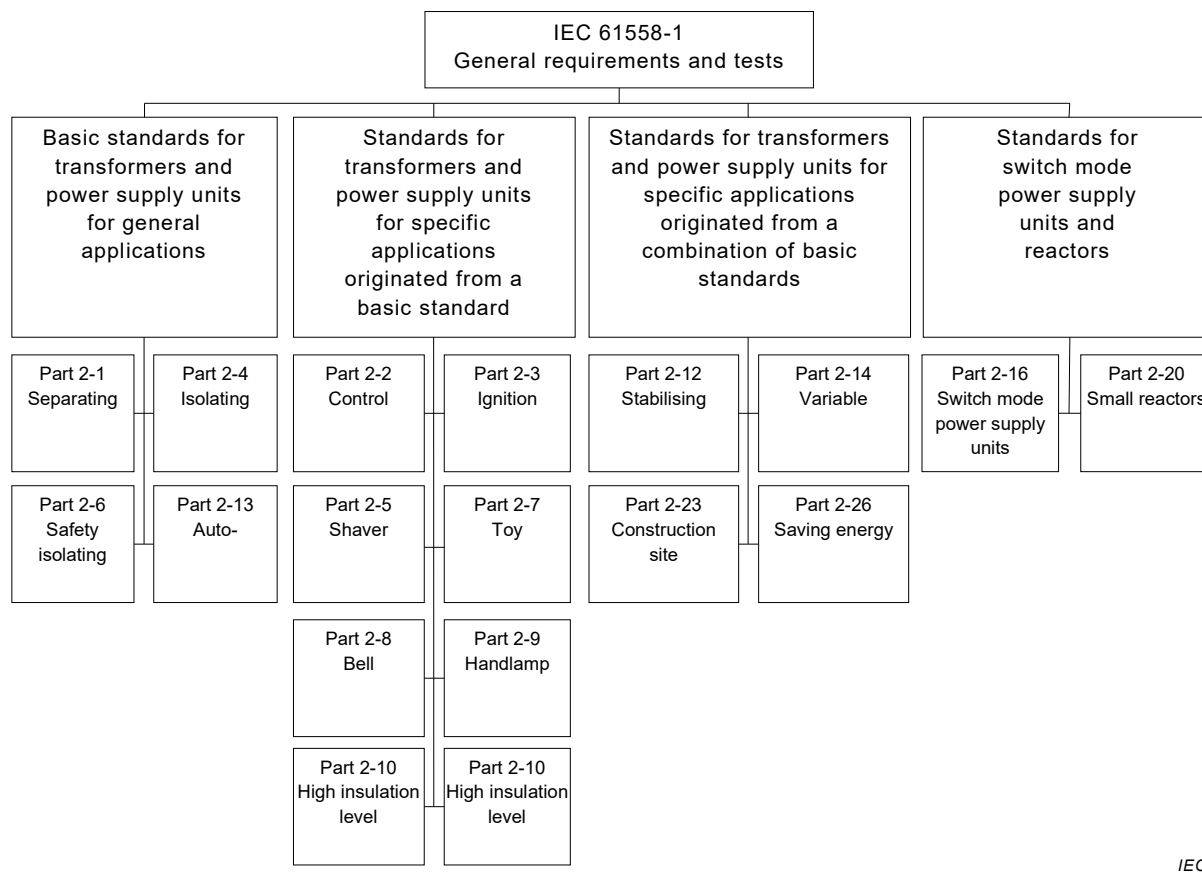 IEC 61558-1
General requirements and tests
Basic standards for
transformers and
power supply units
for general
applications
Standards for
transformers and
power supply units
for specific
applications
originated from a
basic standard
Standards for transformers
and power supply units for
specific applications
originated from a
combination of basic
standards
Standards for
switch mode
power supply
units and
reactors
Part 2-1
Separating
Part 2-4
Isolating
Part 2-2
Control
Part 2-3
Ignition
Part 2-12
Stabilising
Part 2-14
Variable
Part 2-16
Switch mode
power supply
units
Part 2-20
Small reactors
Part 2-6
Safety
isolating
Part 2-13
Auto-
Part 2-5
Shaver
Part 2-7
Toy
Part 2-23
Construction
site
Part 2-26
Saving energy
Part 2-8
Bell
Part 2-9
Handlamp
Part 2-10
High insulation
level
Part 2-10
High insulation
level
IEC